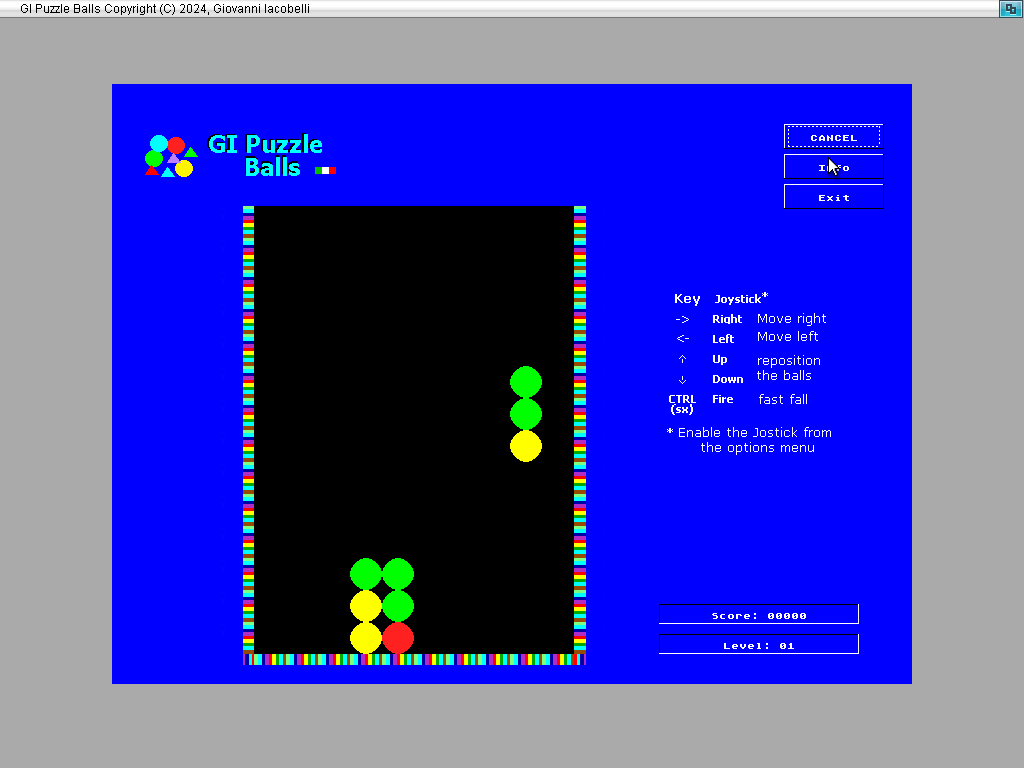 GI Puzzle Balls Copyright (C) 2024, Giovanni Iacobelli
GI Puzzle
Balls
CANCEL
Info
Exit
Key Joystick*
-> Right Move right
<- Left Move left
↑ Up reposition
↓ Down the balls
CTRL Fire fast fall
(sx)
* Enable the Jostick from
the options menu
Score: 00000
Level: 01